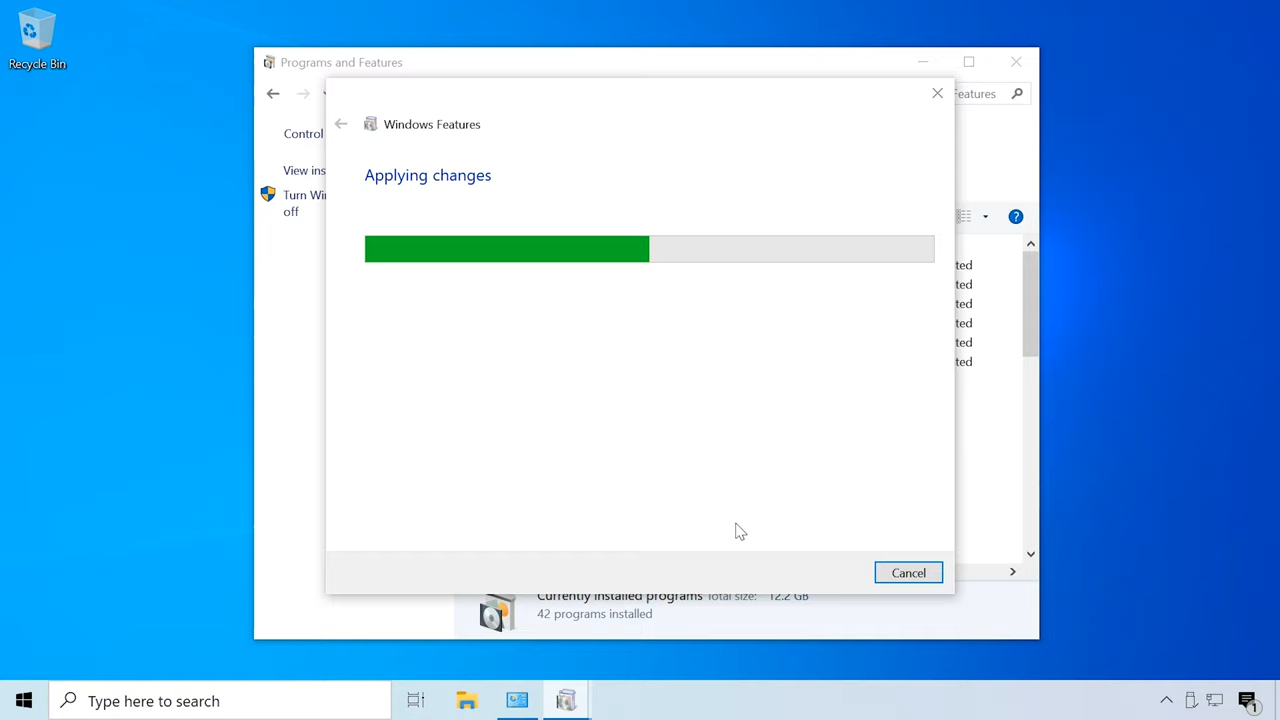 Recycle Bin
Programs and Features
Features
Control
Windows Features
View ins
Applying changes
Turn Wi
off
ted
ted
ted
ted
ted
ted
Cancel
Currently installed programs Total size: 12.2 GB
42 programs installed
Type here to search
1